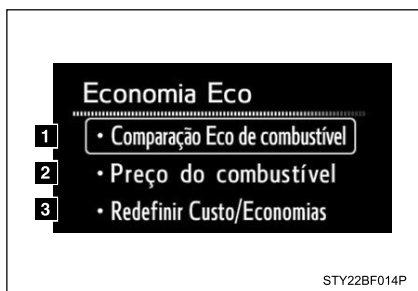 Economia Eco
1 • Comparação Eco de combustível
2 • Preço do combustível
3 • Redefinir Custo/Economias
STY22BF014P